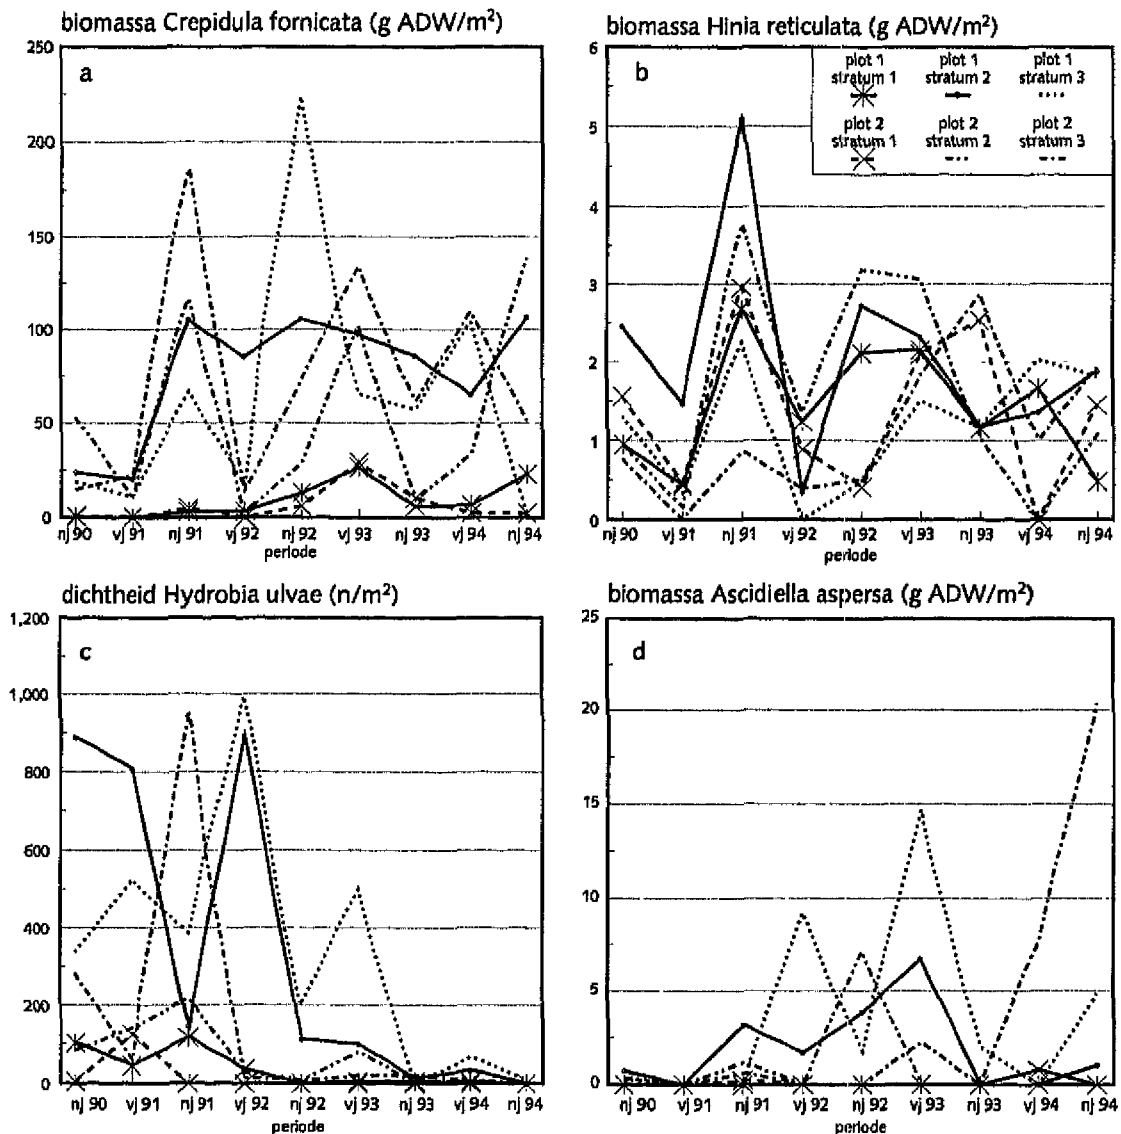 biomassa Crepidula fornicata (g ADW/m²)
250
200
150
100
50
0
a
nj 90 vj 91 nj 91 vj 92 nj 92 vj 93 nj 93 vj 94 nj 94
periode
biomassa Hinia reticulata (g ADW/m²)
6
5
4
3
2
1
0
b
plot 1 plot 1 plot 1
stratum 1 stratum 2 stratum 3
plot 2 plot 2 plot 2
stratum 1 stratum 2 stratum 3
nj 90 vj 91 nj 91 vj 92 nj 92 vj 93 nj 93 vj 94 nj 94
periode
dichtheid Hydrobia ulvae (n/m²)
1,200
1,000
800
600
400
200
0
c
nj 90 vj 91 nj 91 vj 92 nj 92 vj 93 nj 93 vj 94 nj 94
periode
biomassa Ascidiella aspersa (g ADW/m²)
25
20
15
10
5
0
d
nj 90 vj 91 nj 91 vj 92 nj 92 vj 93 nj 93 vj 94 nj 94
periode